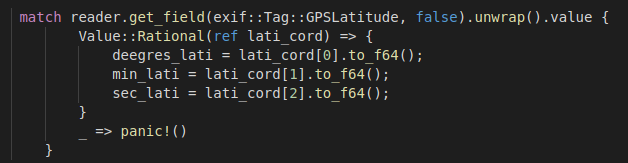 match reader.get_field(exif::Tag::GPSLatitude, false).unwrap().value {
Value::Rational(ref lati_cord) => {
deegres_lati = lati_cord[0].to_f64();
min_lati = lati_cord[1].to_f64();
sec_lati = lati_cord[2].to_f64();
}
_ => panic!()
}